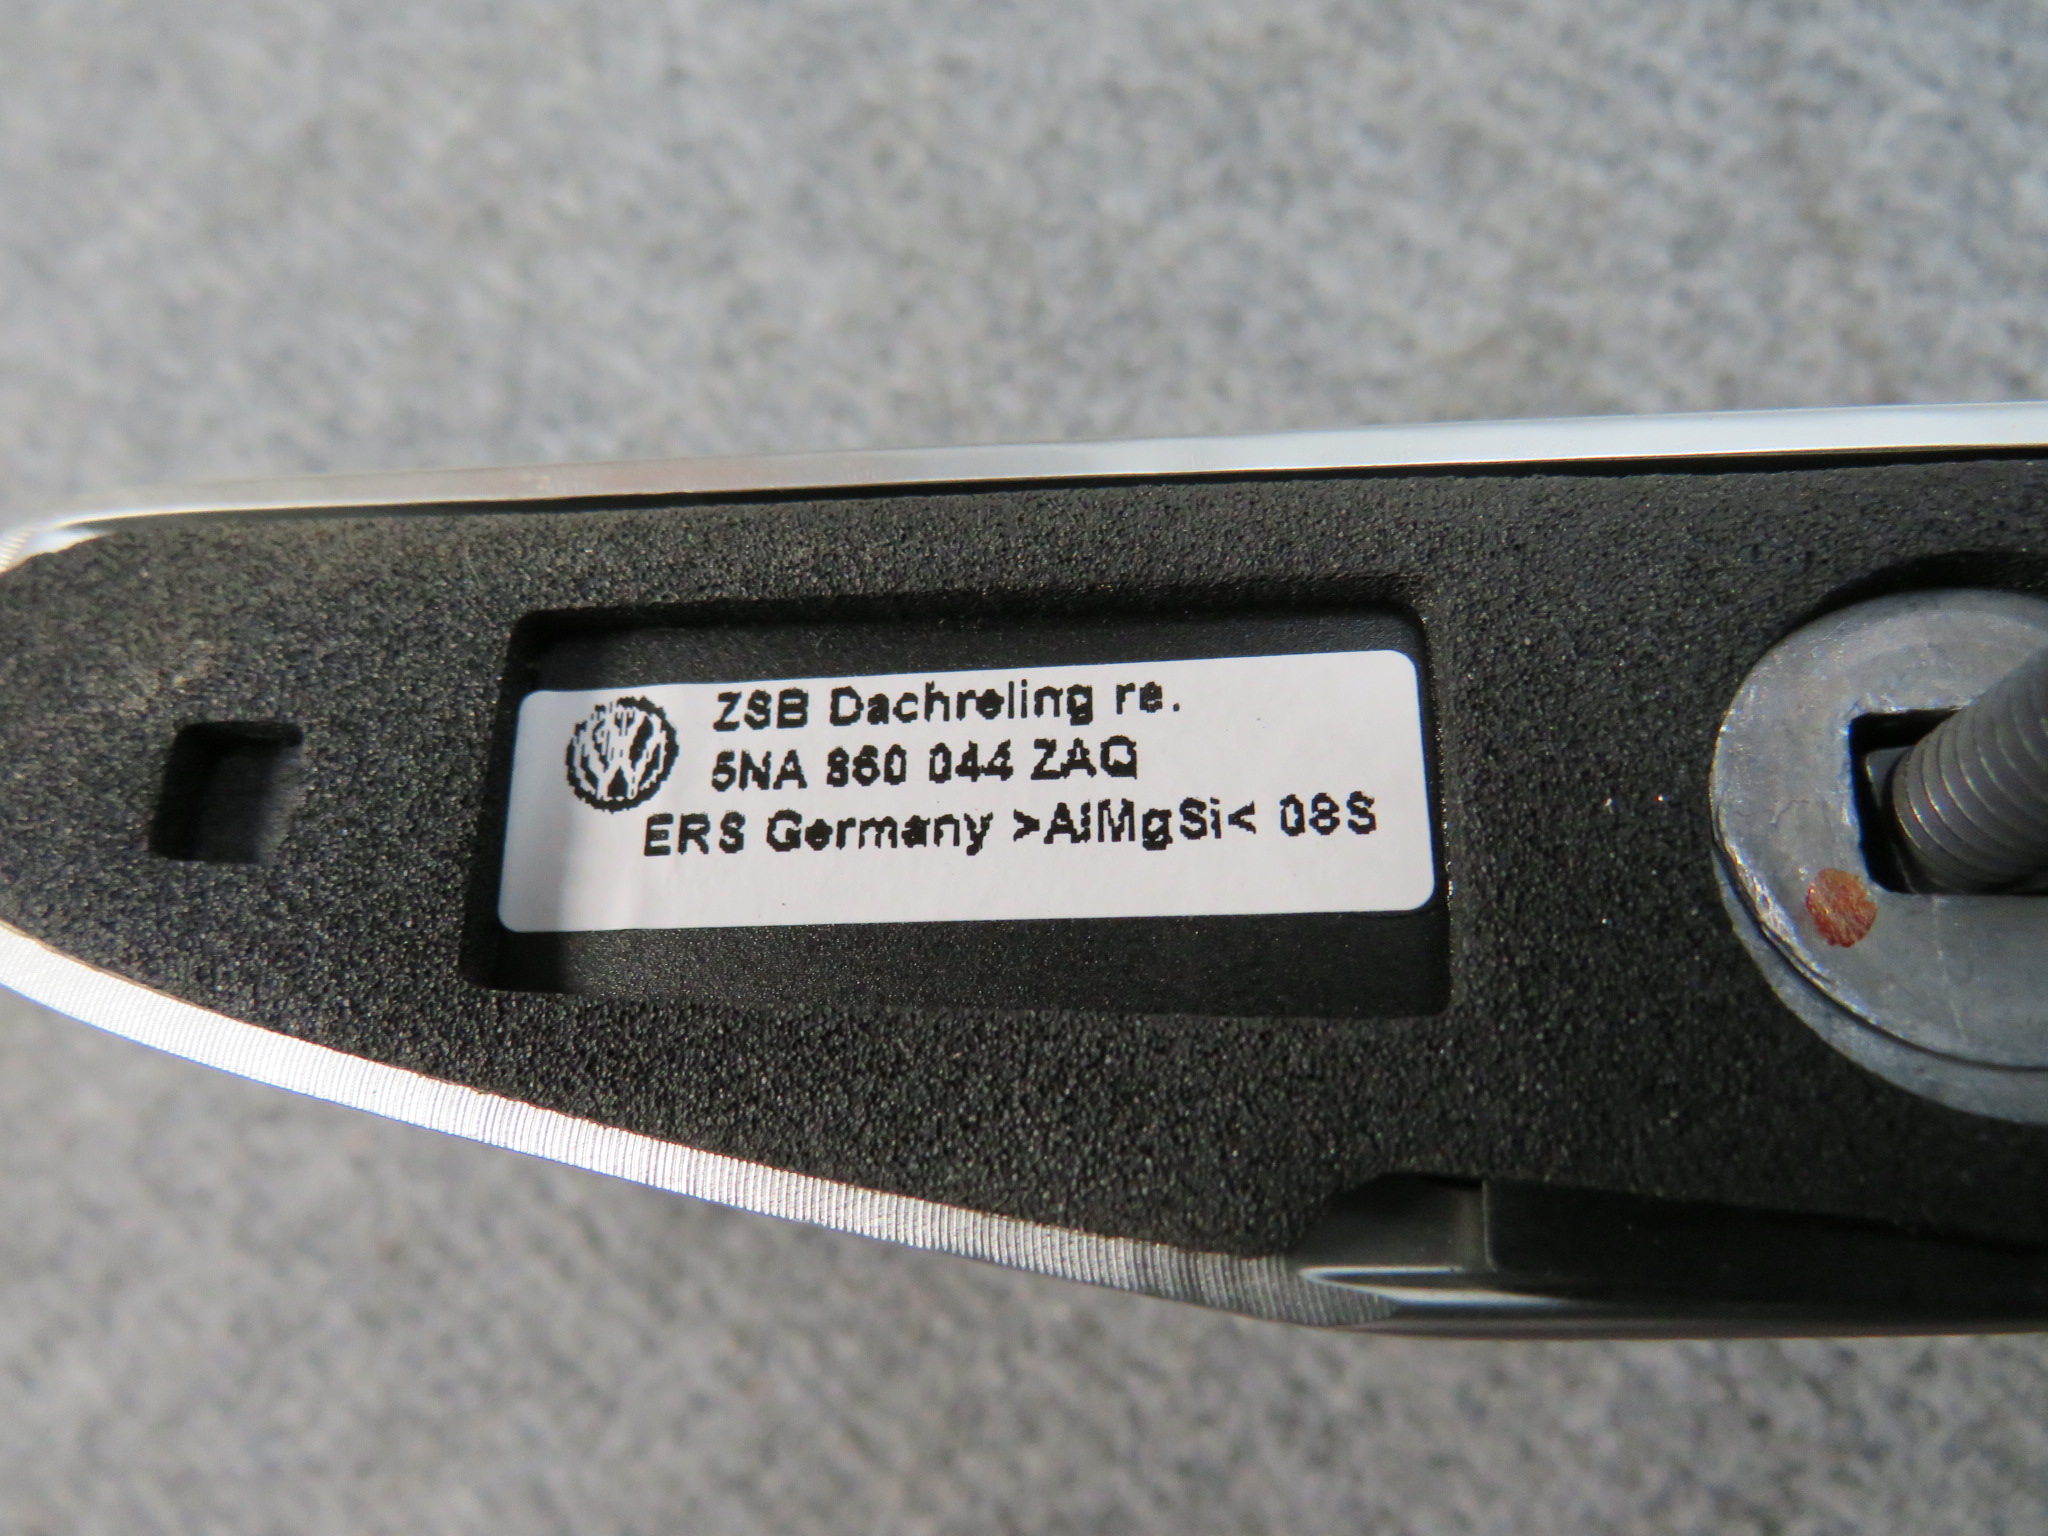 ZSB Dachreling re.
5NA 860 044 ZAQ
ERS Germany >AlMgSi< 08S